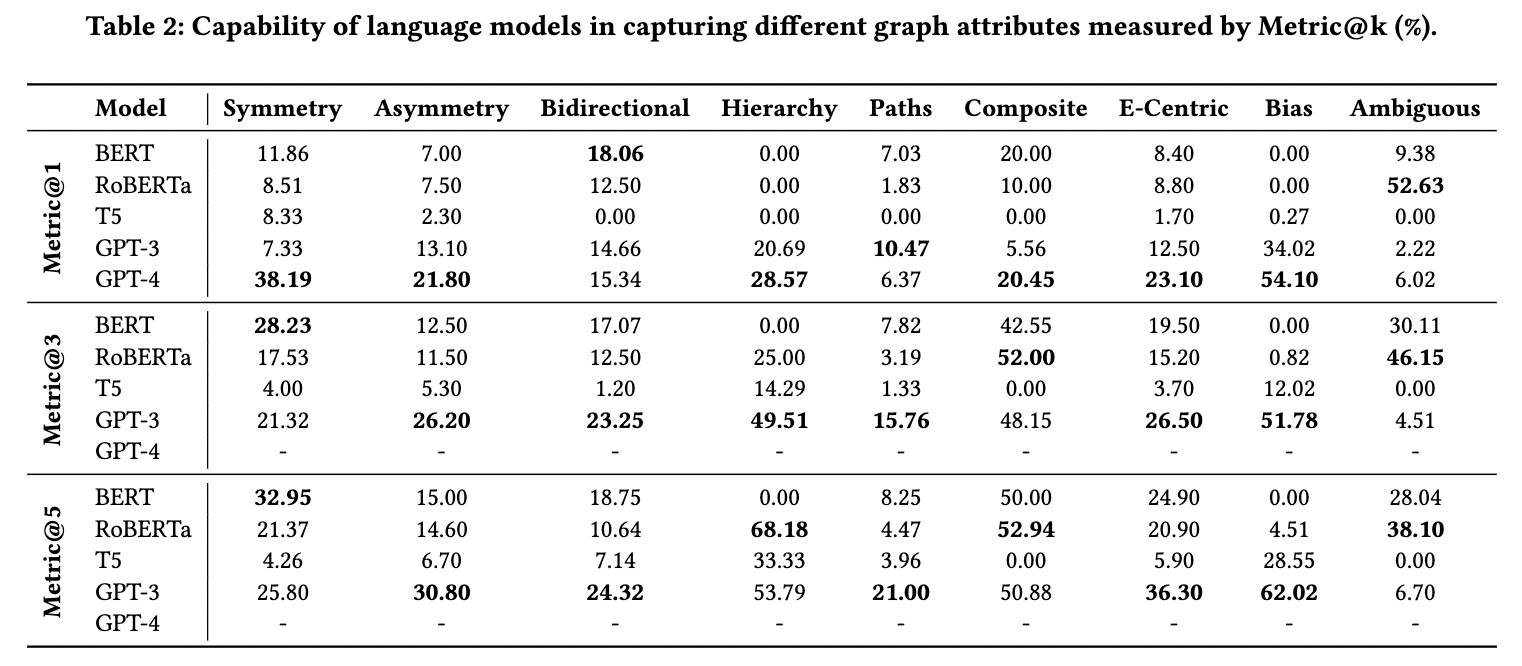 Table 2: Capability of language models in capturing different graph attributes measured by Metric@k (%).
Model Symmetry Asymmetry Bidirectional Hierarchy Paths Composite E-Centric Bias Ambiguous
Metric@1
BERT 11.86 7.00 18.06 0.00 7.03 20.00 8.40 0.00 9.38
RoBERTa 8.51 7.50 12.50 0.00 1.83 10.00 8.80 0.00 52.63
T5 8.33 2.30 0.00 0.00 0.00 0.00 1.70 0.27 0.00
GPT-3 7.33 13.10 14.66 20.69 10.47 5.56 12.50 34.02 2.22
GPT-4 38.19 21.80 15.34 28.57 6.37 20.45 23.10 54.10 6.02
Metric@3
BERT 28.23 12.50 17.07 0.00 7.82 42.55 19.50 0.00 30.11
RoBERTa 17.53 11.50 12.50 25.00 3.19 52.00 15.20 0.82 46.15
T5 4.00 5.30 1.20 14.29 1.33 0.00 3.70 12.02 0.00
GPT-3 21.32 26.20 23.25 49.51 15.76 48.15 26.50 51.78 4.51
GPT-4 - - - - - - - - -
Metric@5
BERT 32.95 15.00 18.75 0.00 8.25 50.00 24.90 0.00 28.04
RoBERTa 21.37 14.60 10.64 68.18 4.47 52.94 20.90 4.51 38.10
T5 4.26 6.70 7.14 33.33 3.96 0.00 5.90 28.55 0.00
GPT-3 25.80 30.80 24.32 53.79 21.00 50.88 36.30 62.02 6.70
GPT-4 - - - - - - - - -